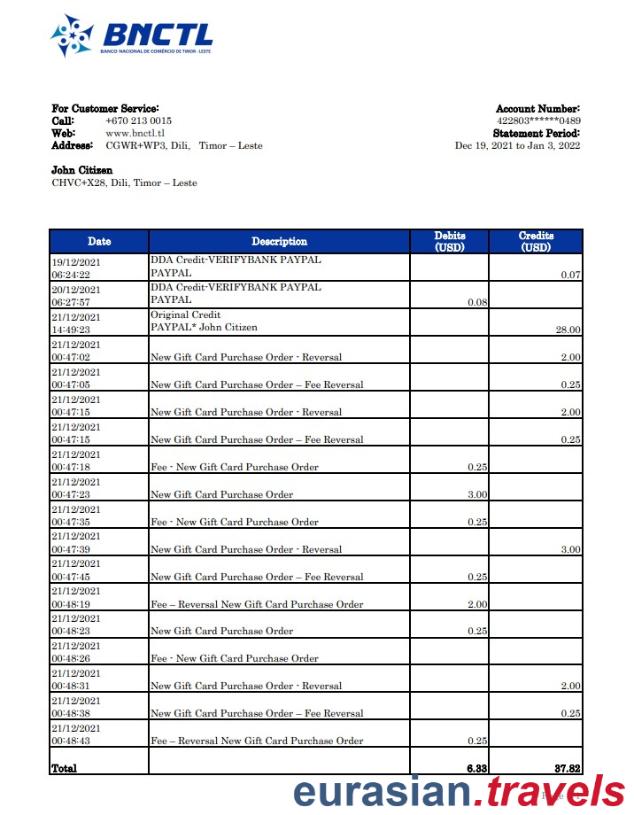 BNCTL
BANCO NACIONAL DE COMÉRCIO DE TIMOR-LESTE
For Customer Service:
Call: +670 213 0015
Web: www.bnctl.tl
Address: CGWR+WP3, Dili, Timor – Leste
Account Number:
422803******0489
Statement Period:
Dec 19, 2021 to Jan 3, 2022
John Citizen
CHVC+X28, Dili, Timor – Leste
Date Description Debits (USD) Credits (USD)
19/12/2021 DDA Credit-VERIFYBANK PAYPAL
06:24:22 PAYPAL 0.07
20/12/2021 DDA Credit-VERIFYBANK PAYPAL
06:27:57 PAYPAL 0.08
21/12/2021 Original Credit
14:49:23 PAYPAL* John Citizen 28.00
21/12/2021
00:47:02 New Gift Card Purchase Order - Reversal 2.00
21/12/2021
00:47:05 New Gift Card Purchase Order – Fee Reversal 0.25
21/12/2021
00:47:15 New Gift Card Purchase Order - Reversal 2.00
21/12/2021
00:47:15 New Gift Card Purchase Order – Fee Reversal 0.25
21/12/2021
00:47:18 Fee - New Gift Card Purchase Order 0.25
21/12/2021
00:47:23 New Gift Card Purchase Order 3.00
21/12/2021
00:47:35 Fee - New Gift Card Purchase Order 0.25
21/12/2021
00:47:39 New Gift Card Purchase Order - Reversal 3.00
21/12/2021
00:47:45 New Gift Card Purchase Order – Fee Reversal 0.25
21/12/2021
00:48:19 Fee – Reversal New Gift Card Purchase Order 2.00
21/12/2021
00:48:23 New Gift Card Purchase Order 0.25
21/12/2021
00:48:26 Fee - New Gift Card Purchase Order
21/12/2021
00:48:31 New Gift Card Purchase Order - Reversal 2.00
21/12/2021
00:48:38 New Gift Card Purchase Order – Fee Reversal 0.25
21/12/2021
00:48:43 Fee – Reversal New Gift Card Purchase Order 0.25
Total 6.33 37.82
eurasian.travels